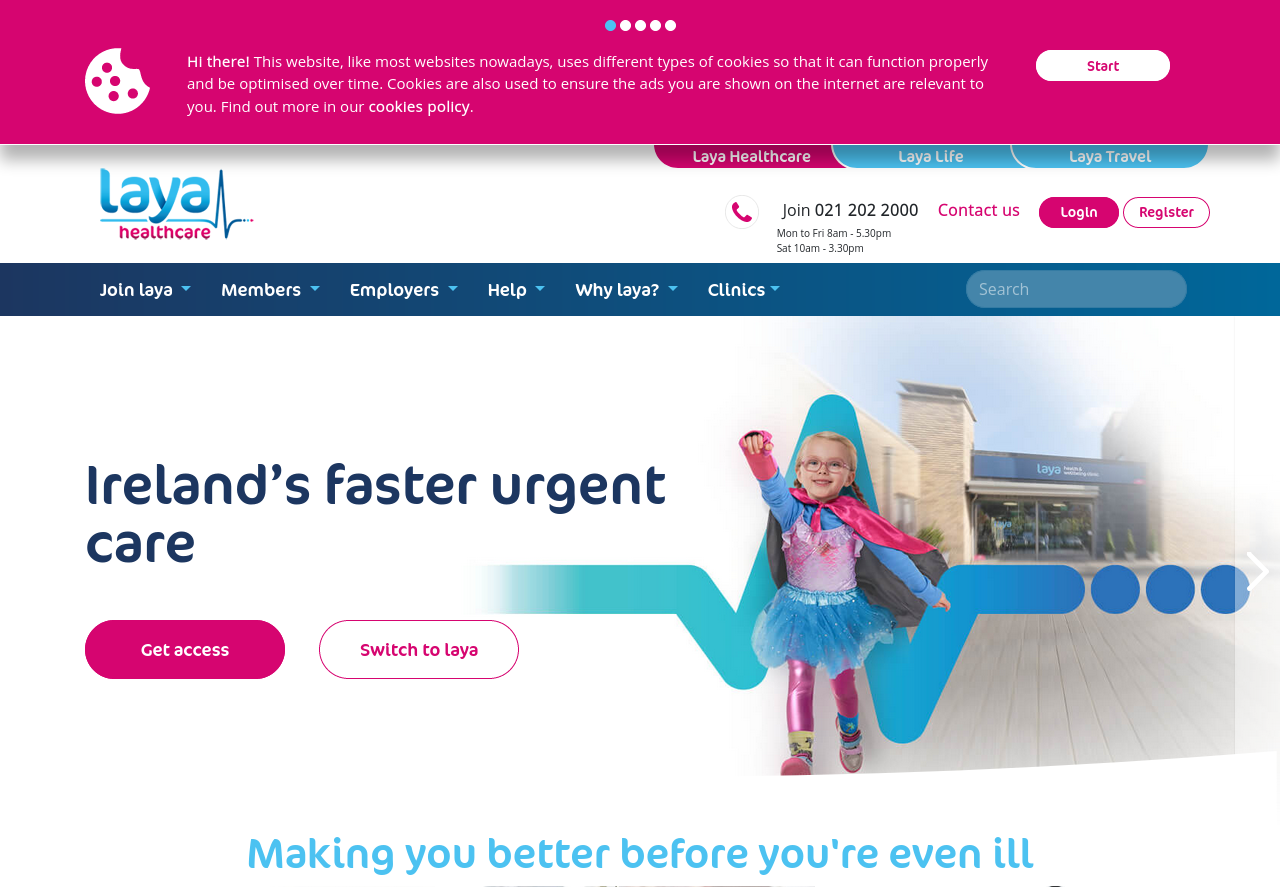 Hi there! This website, like most websites nowadays, uses different types of cookies so that it can function properly
and be optimised over time. Cookies are also used to ensure the ads you are shown on the internet are relevant to
you. Find out more in our cookies policy.
Start
Laya Healthcare
Laya Life
Laya Travel
laya
healthcare
Join 021 202 2000
Contact us
Login
Register
Mon to Fri 8am - 5.30pm
Sat 10am - 3.30pm
Join laya
Members
Employers
Help
Why laya?
Clinics
Search
Ireland’s faster urgent
care
laya health &
wellbeing clinic
laya
Get access
Switch to laya
Making you better before you're even ill